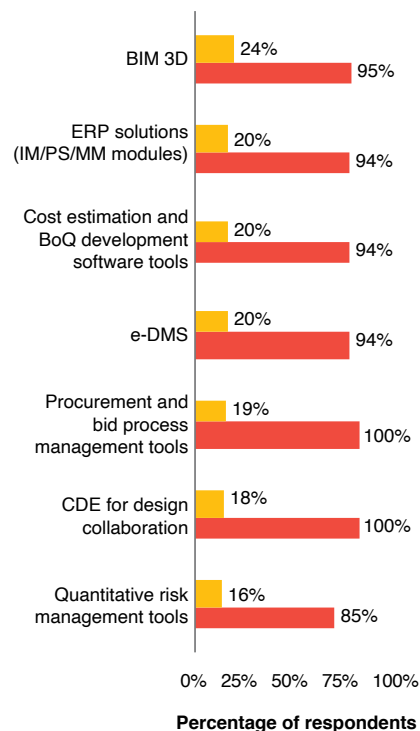 BIM 3D
24%
95%
ERP solutions
(IM/PS/MM modules)
20%
94%
Cost estimation and
BoQ development
software tools
20%
94%
e-DMS
20%
94%
Procurement and
bid process
management tools
19%
100%
CDE for design
collaboration
18%
100%
Quantitative risk
management tools
16%
85%
0% 25% 50% 75% 100%
Percentage of respondents